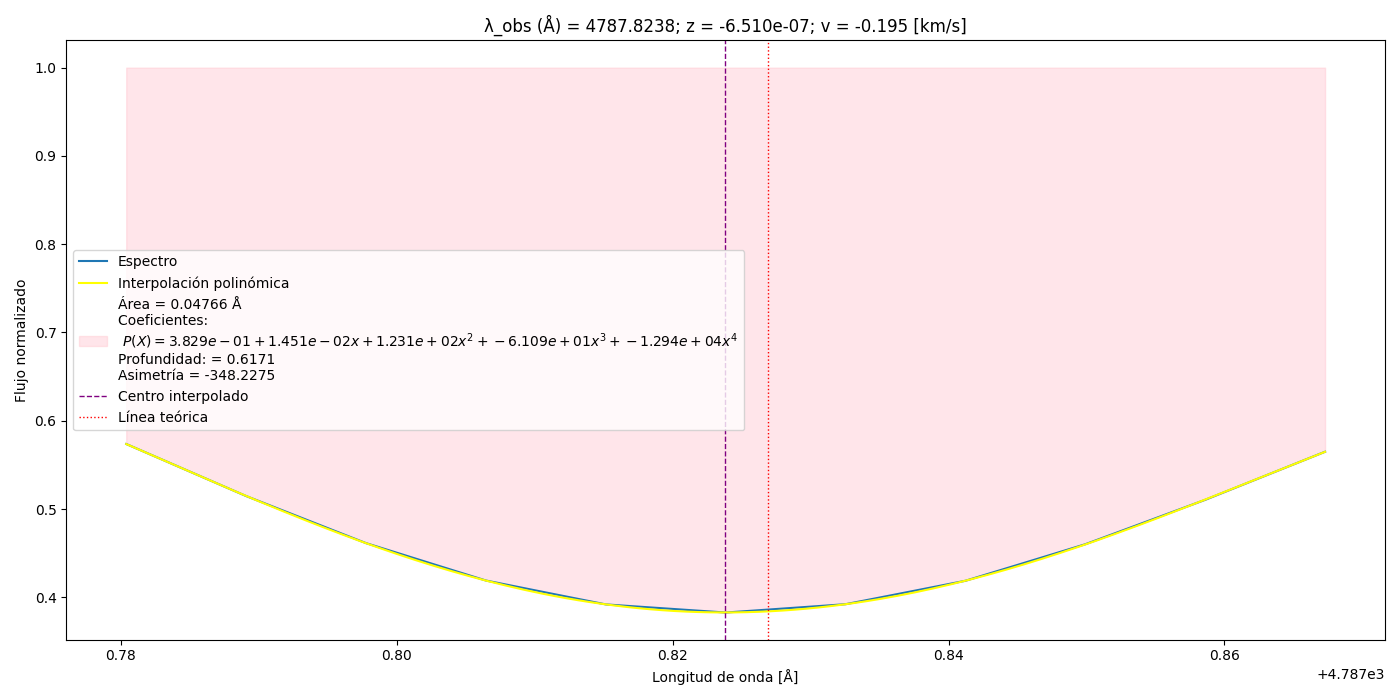 λ_obs (Å) = 4787.8238; z = -6.510e-07; v = -0.195 [km/s]
1.0
0.9
0.8
0.7
0.6
0.5
0.4
Flujo normalizado
Espectro
Interpolación polinómica
Área = 0.04766 Å
Coeficientes:
P(X) = 3.829e − 01 + 1.451e − 02x + 1.231e + 02x² + − 6.109e + 01x³ + − 1.294e + 04x⁴
Profundidad: = 0.6171
Asimetría = -348.2275
Centro interpolado
Línea teórica
0.78 0.80 0.82 0.84 0.86
+4.787e3
Longitud de onda [Å]